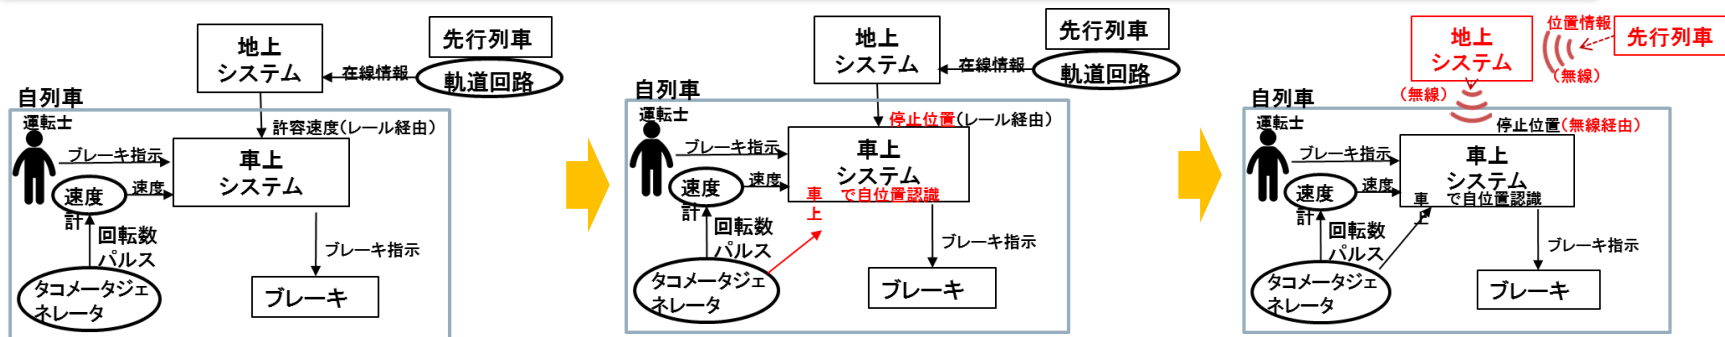 地上
システム
先行列車
在線情報
軌道回路
自列車
運転士
許容速度(レール経由)
ブレーキ指示
車上
システム
速度
計
速度
回転数
パルス
ブレーキ指示
タコメータジェ
ネレータ
ブレーキ
地上
システム
先行列車
在線情報
軌道回路
自列車
運転士
停止位置(レール経由)
ブレーキ指示
車上
システム
速度
計
速度
車
上
で自位置認識
回転数
パルス
ブレーキ指示
タコメータジェ
ネレータ
ブレーキ
地上
システム
位置情報
先行列車
(無線)
(無線)
自列車
運転士
停止位置(無線経由)
ブレーキ指示
車上
システム
速度
計
速度
車
上
で自位置認識
回転数
パルス
ブレーキ指示
タコメータジェ
ネレータ
ブレーキ